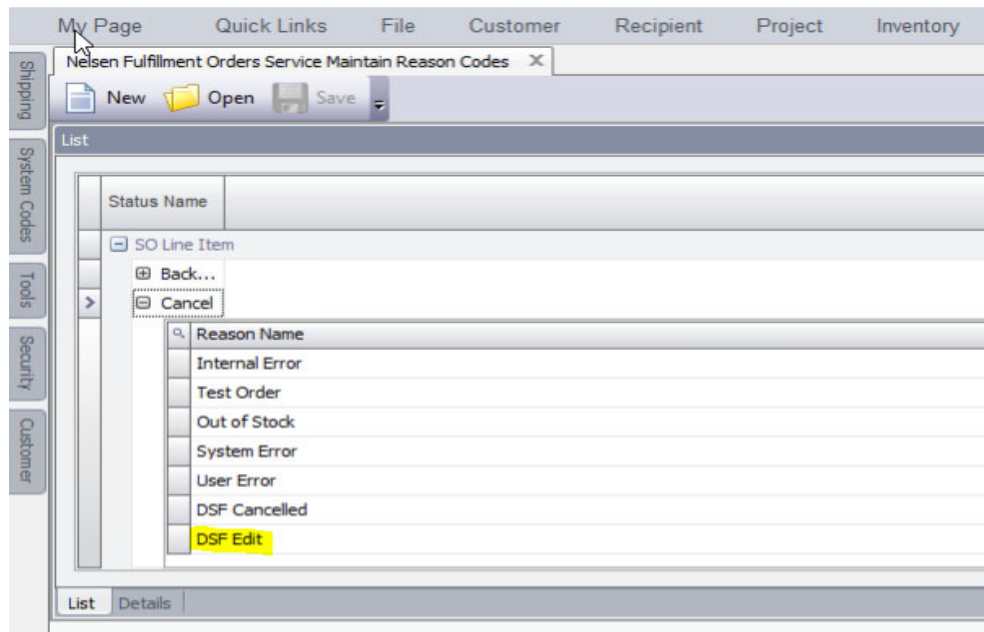 My Page Quick Links File Customer Recipient Project Inventory
Nelsen Fulfillment Orders Service Maintain Reason Codes X
New Open Save
Shipping
System Codes
Tools
Security
Customer
List
Status Name
SO Line Item
Back...
Cancel
Reason Name
Internal Error
Test Order
Out of Stock
System Error
User Error
DSF Cancelled
DSF Edit
List Details